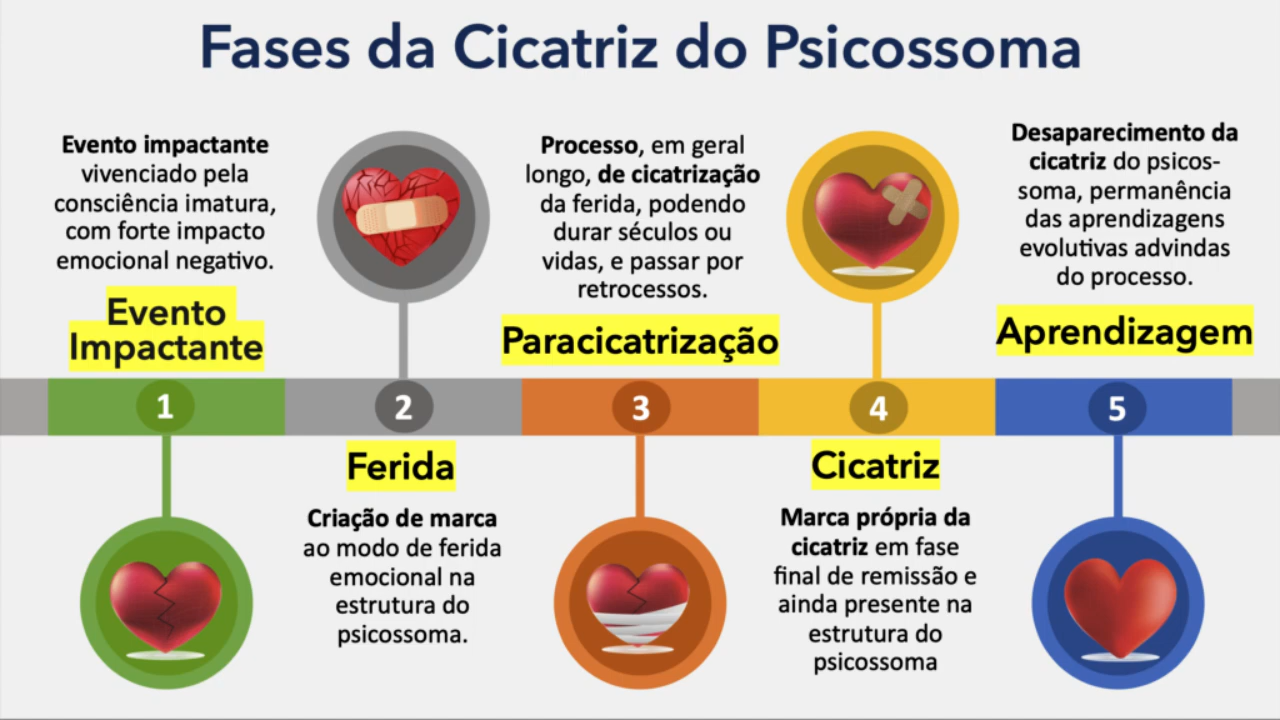 Fases da Cicatriz do Psicossoma
Evento impactante
vivenciado pela
consciência imatura,
com forte impacto
emocional negativo.
Evento
Impactante
1
2
Ferida
Criação de marca
ao modo de ferida
emocional na
estrutura do
psicossoma.
Processo, em geral
longo, de cicatrização
da ferida, podendo
durar séculos ou
vidas, e passar por
retrocessos.
Paracicatrização
3
4
Cicatriz
Marca própria da
cicatriz em fase
final de remissão e
ainda presente na
estrutura do
psicossoma
Desaparecimento da
cicatriz do psicos-
soma, permanência
das aprendizagens
evolutivas advindas
do processo.
Aprendizagem
5